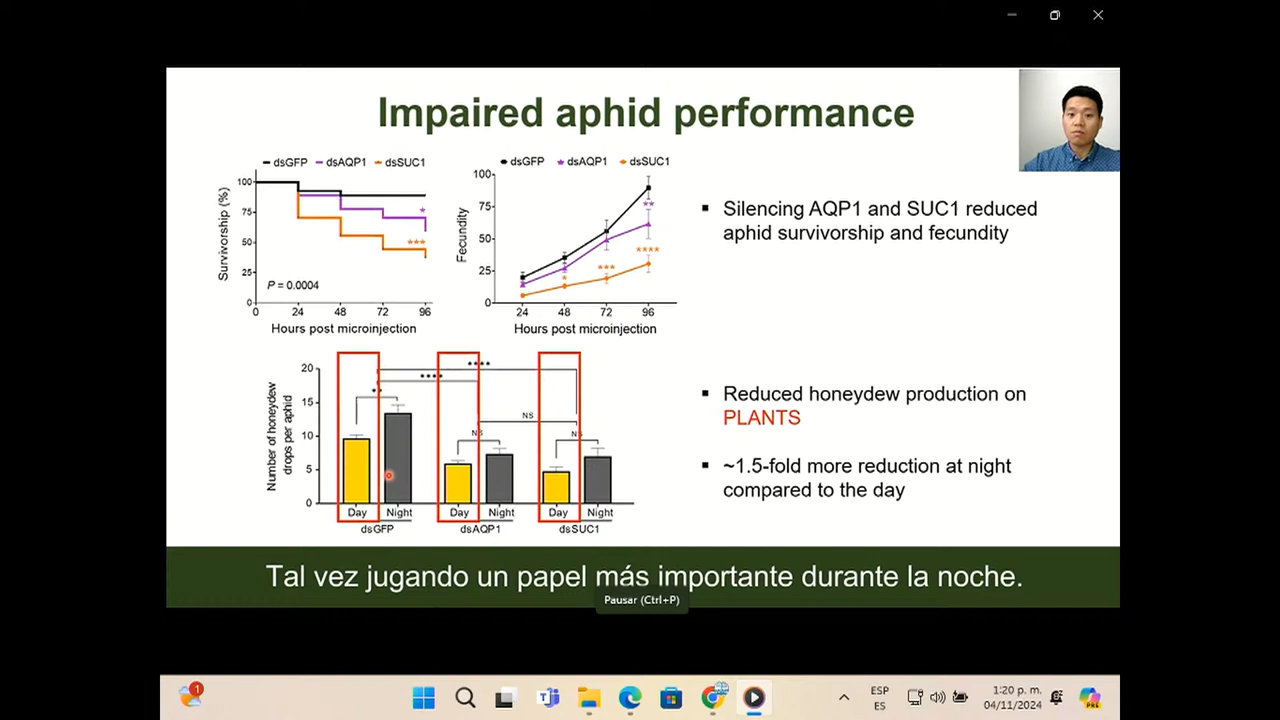 Impaired aphid performance
dsGFP dsAQP1 dsSUC1
Survivorship (%)
100
75
50
25
0
*
***
P = 0.0004
0 24 48 72 96
Hours post microinjection
dsGFP dsAQP1 dsSUC1
Fecundity
100
75
50
25
0
**
****
***
*
24 48 72 96
Hours post microinjection
▪ Silencing AQP1 and SUC1 reduced
aphid survivorship and fecundity
Number of honeydew
drops per aphid
20
15
10
5
0
****
****
**
NS
NS
NS
Day Night Day Night Day Night
dsGFP dsAQP1 dsSUC1
▪ Reduced honeydew production on
PLANTS
▪ ~1.5-fold more reduction at night
compared to the day
Tal vez jugando un papel más importante durante la noche.
Pausar (Ctrl+P)
1
ESP
ES
1:20 p. m.
04/11/2024
PRE